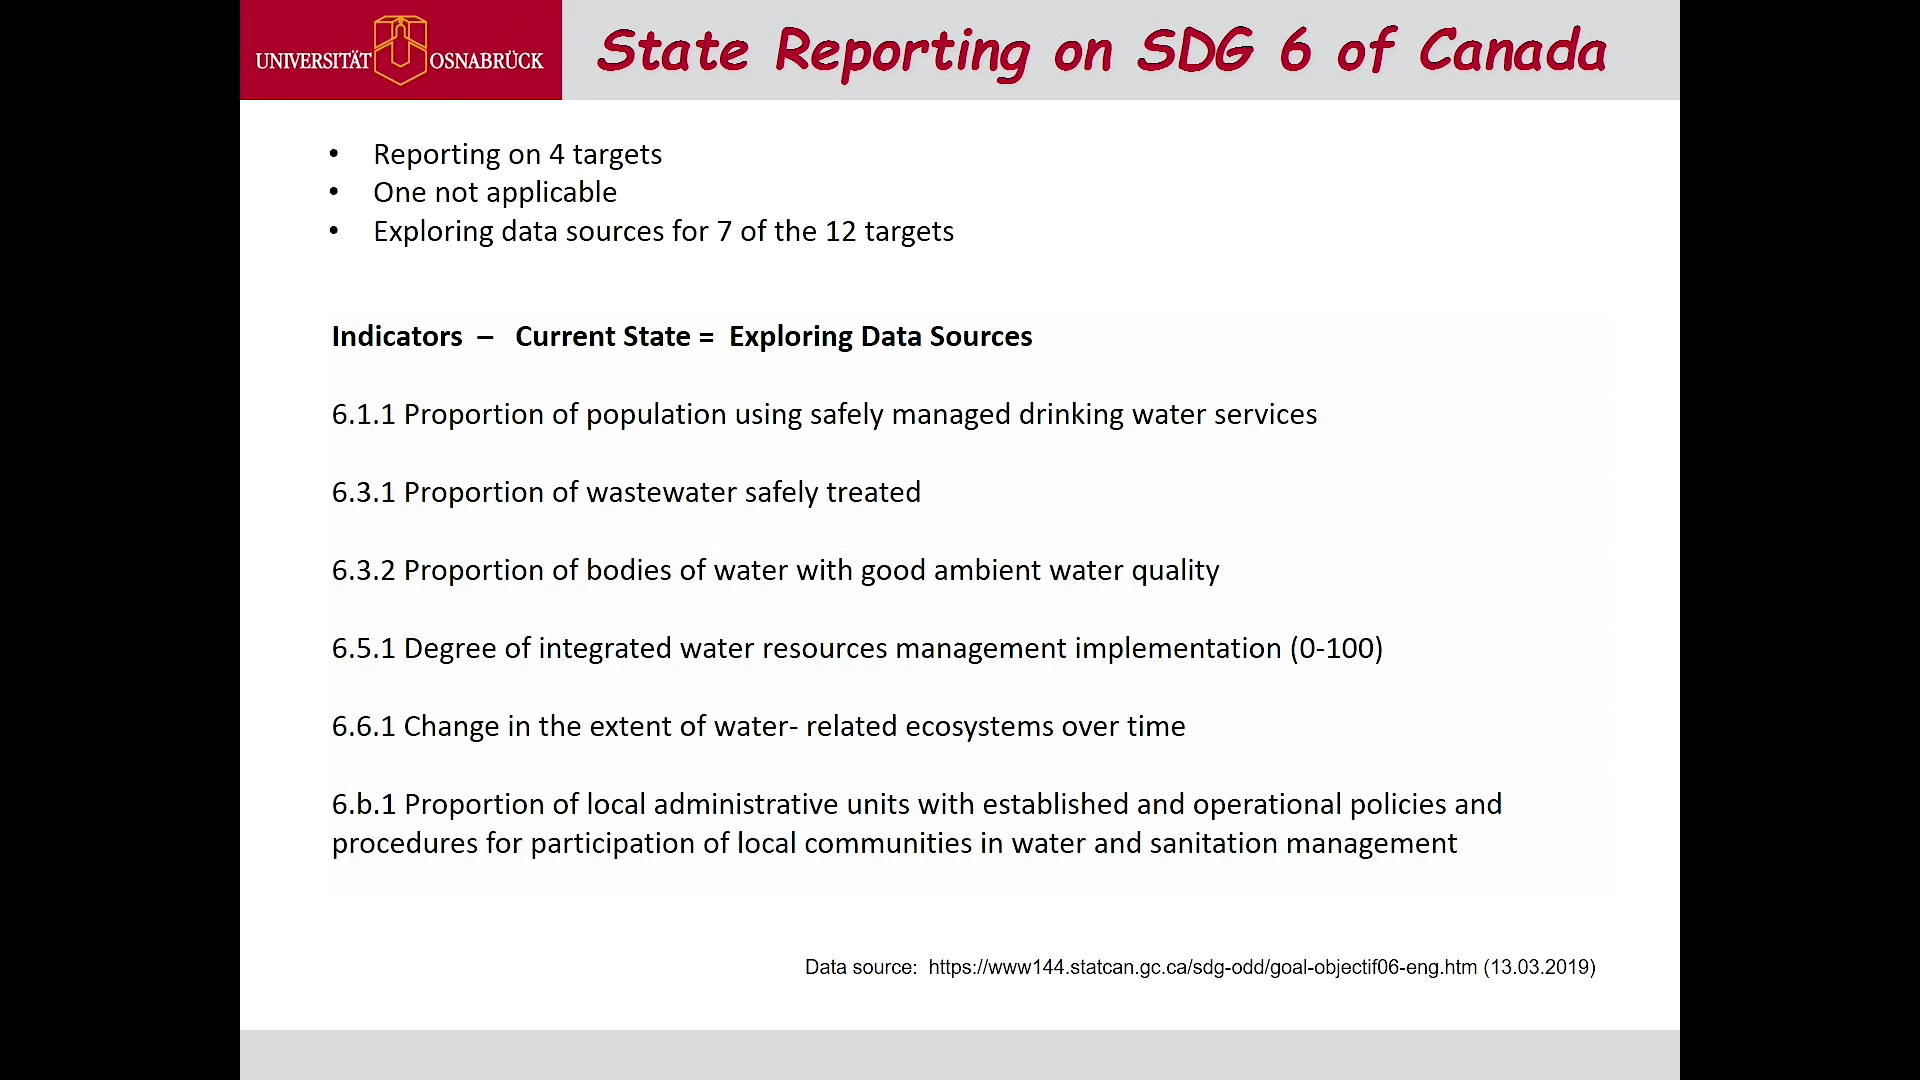 UNIVERSITÄT OSNABRÜCK
State Reporting on SDG 6 of Canada
• Reporting on 4 targets
• One not applicable
• Exploring data sources for 7 of the 12 targets
Indicators – Current State = Exploring Data Sources
6.1.1 Proportion of population using safely managed drinking water services
6.3.1 Proportion of wastewater safely treated
6.3.2 Proportion of bodies of water with good ambient water quality
6.5.1 Degree of integrated water resources management implementation (0-100)
6.6.1 Change in the extent of water- related ecosystems over time
6.b.1 Proportion of local administrative units with established and operational policies and
procedures for participation of local communities in water and sanitation management
Data source: https://www144.statcan.gc.ca/sdg-odd/goal-objectif06-eng.htm (13.03.2019)